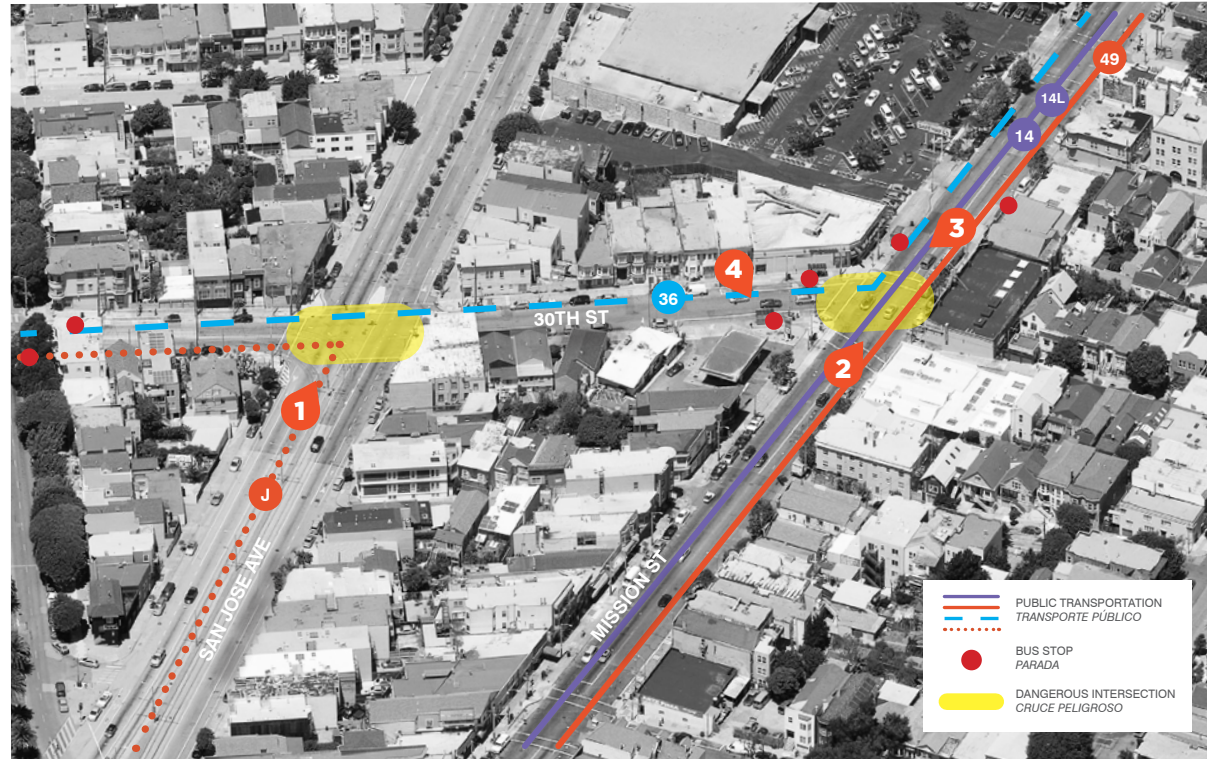 49
14L
14
3
4
36
30TH ST
2
1
J
SAN JOSE AVE
MISSION ST
PUBLIC TRANSPORTATION
TRANSPORTE PÚBLICO
BUS STOP
PARADA
DANGEROUS INTERSECTION
CRUCE PELIGROSO